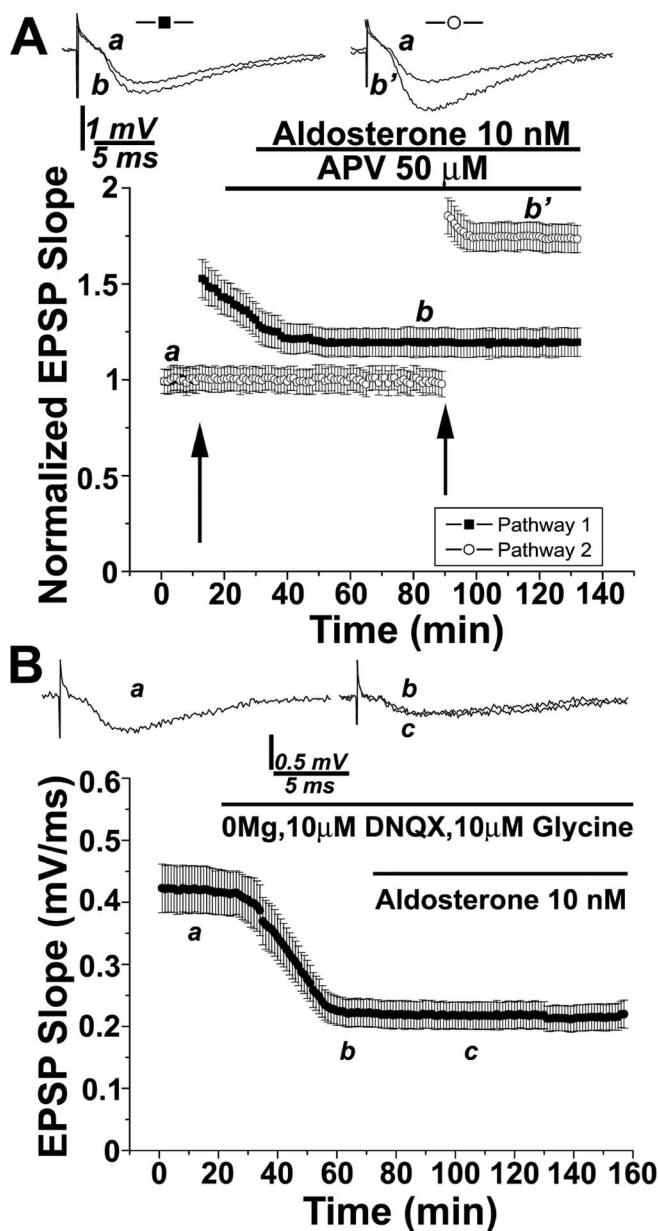 A
a
b
a
b'
1 mV
5 ms
Aldosterone 10 nM
APV 50 μM
Normalized EPSP Slope
2
1.5
1
0.5
0
a
b
b'
Pathway 1
Pathway 2
0 20 40 60 80 100 120 140
Time (min)
B
a
b
c
0.5 mV
5 ms
EPSP Slope (mV/ms)
0.6
0.5
0.4
0.3
0.2
0.1
0
0Mg,10μM DNQX,10μM Glycine
Aldosterone 10 nM
a
b
c
0 20 40 60 80 100 120 140 160
Time (min)